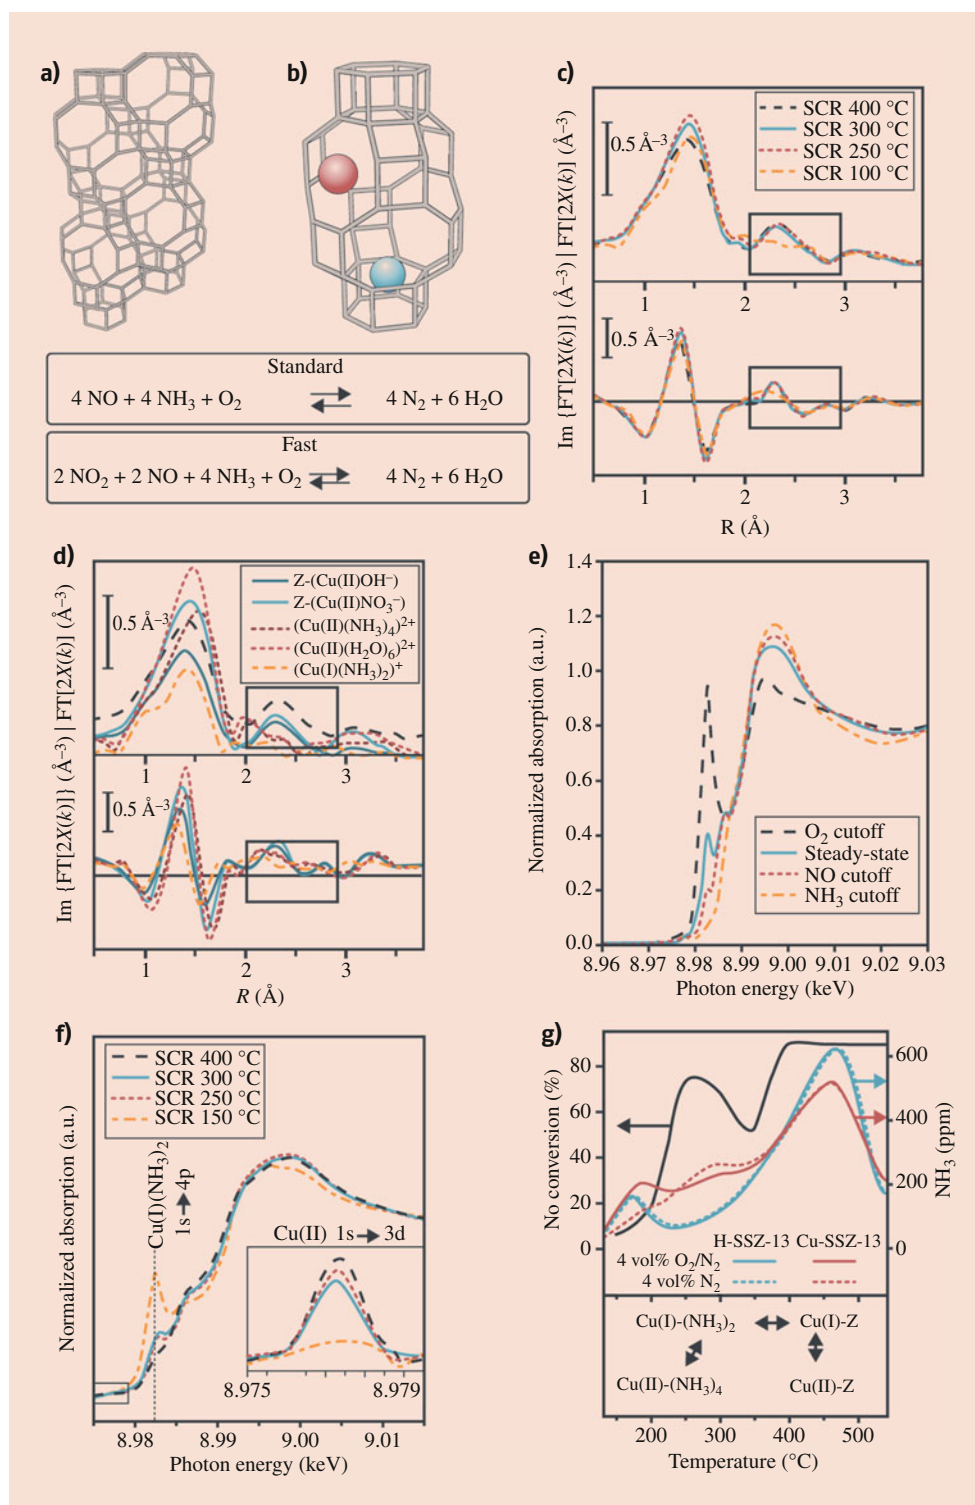 a)
b)
Standard
4 NO + 4 NH₃ + O₂ ⇌ 4 N₂ + 6 H₂O
Fast
2 NO₂ + 2 NO + 4 NH₃ + O₂ ⇌ 4 N₂ + 6 H₂O
c)
Im {FT[2X(k)]} (Å⁻³) | FT[2X(k)] (Å⁻³)
SCR 400 °C
SCR 300 °C
SCR 250 °C
SCR 100 °C
0.5 Å⁻³
1 2 3
0.5 Å⁻³
1 2 3
R (Å)
d)
Im {FT[2X(k)]} (Å⁻³) | FT[2X(k)] (Å⁻³)
Z-(Cu(II)OH⁻)
Z-(Cu(II)NO₃⁻)
(Cu(II)(NH₃)₄)²⁺
(Cu(II)(H₂O)₆)²⁺
(Cu(I)(NH₃)₂)⁺
0.5 Å⁻³
1 2 3
0.5 Å⁻³
1 2 3
R (Å)
e)
Normalized absorption (a.u.)
1.4
1.2
1.0
0.8
0.6
0.4
0.2
0.0
O₂ cutoff
Steady-state
NO cutoff
NH₃ cutoff
8.96 8.97 8.98 8.99 9.00 9.01 9.02 9.03
Photon energy (keV)
f)
Normalized absorption (a.u.)
SCR 400 °C
SCR 300 °C
SCR 250 °C
SCR 150 °C
Cu(I)(NH₃)₂
1s → 4p
Cu(II) 1s → 3d
8.975 8.979
8.98 8.99 9.00 9.01
Photon energy (keV)
g)
No conversion (%)
80
60
40
20
0
NH₃ (ppm)
600
400
200
0
H-SSZ-13 Cu-SSZ-13
4 vol% O₂/N₂
4 vol% N₂
Cu(I)-(NH₃)₂ ↔ Cu(I)-Z
Cu(II)-(NH₃)₄ Cu(II)-Z
200 300 400 500
Temperature (°C)